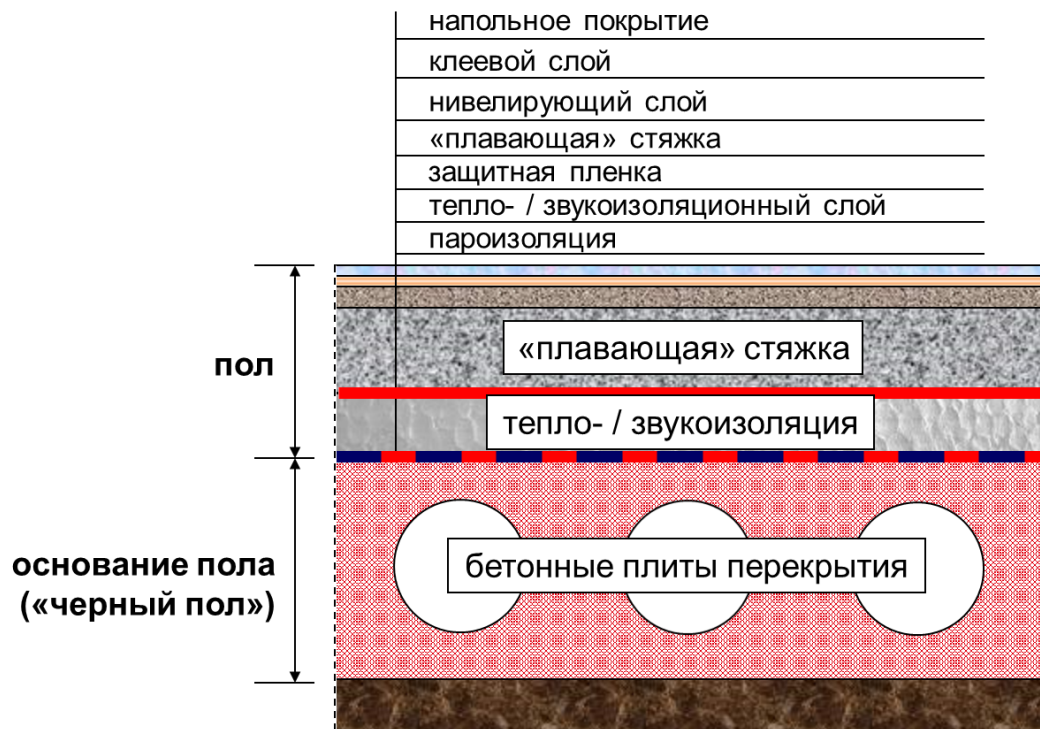 напольное покрытие
клеевой слой
нивелирующий слой
«плавающая» стяжка
защитная пленка
тепло- / звукоизоляционный слой
пароизоляция
«плавающая» стяжка
пол
тепло- / звукоизоляция
основание пола
(«черный пол»)
бетонные плиты перекрытия